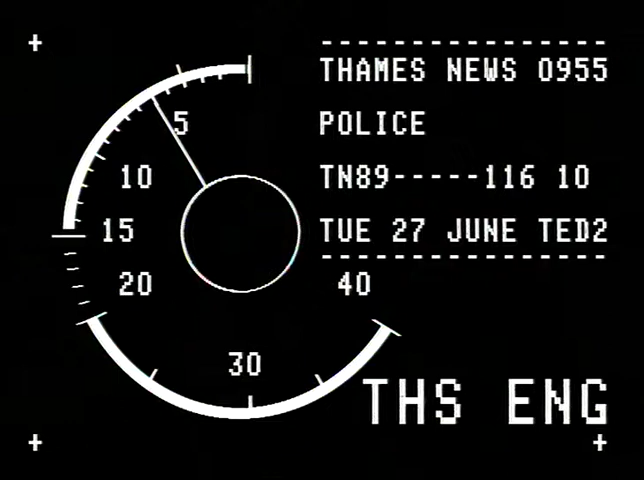 THAMES NEWS 0955
POLICE
TN89-----116 10
TUE 27 JUNE TED2
5
10
15
20
30
40
THS ENG